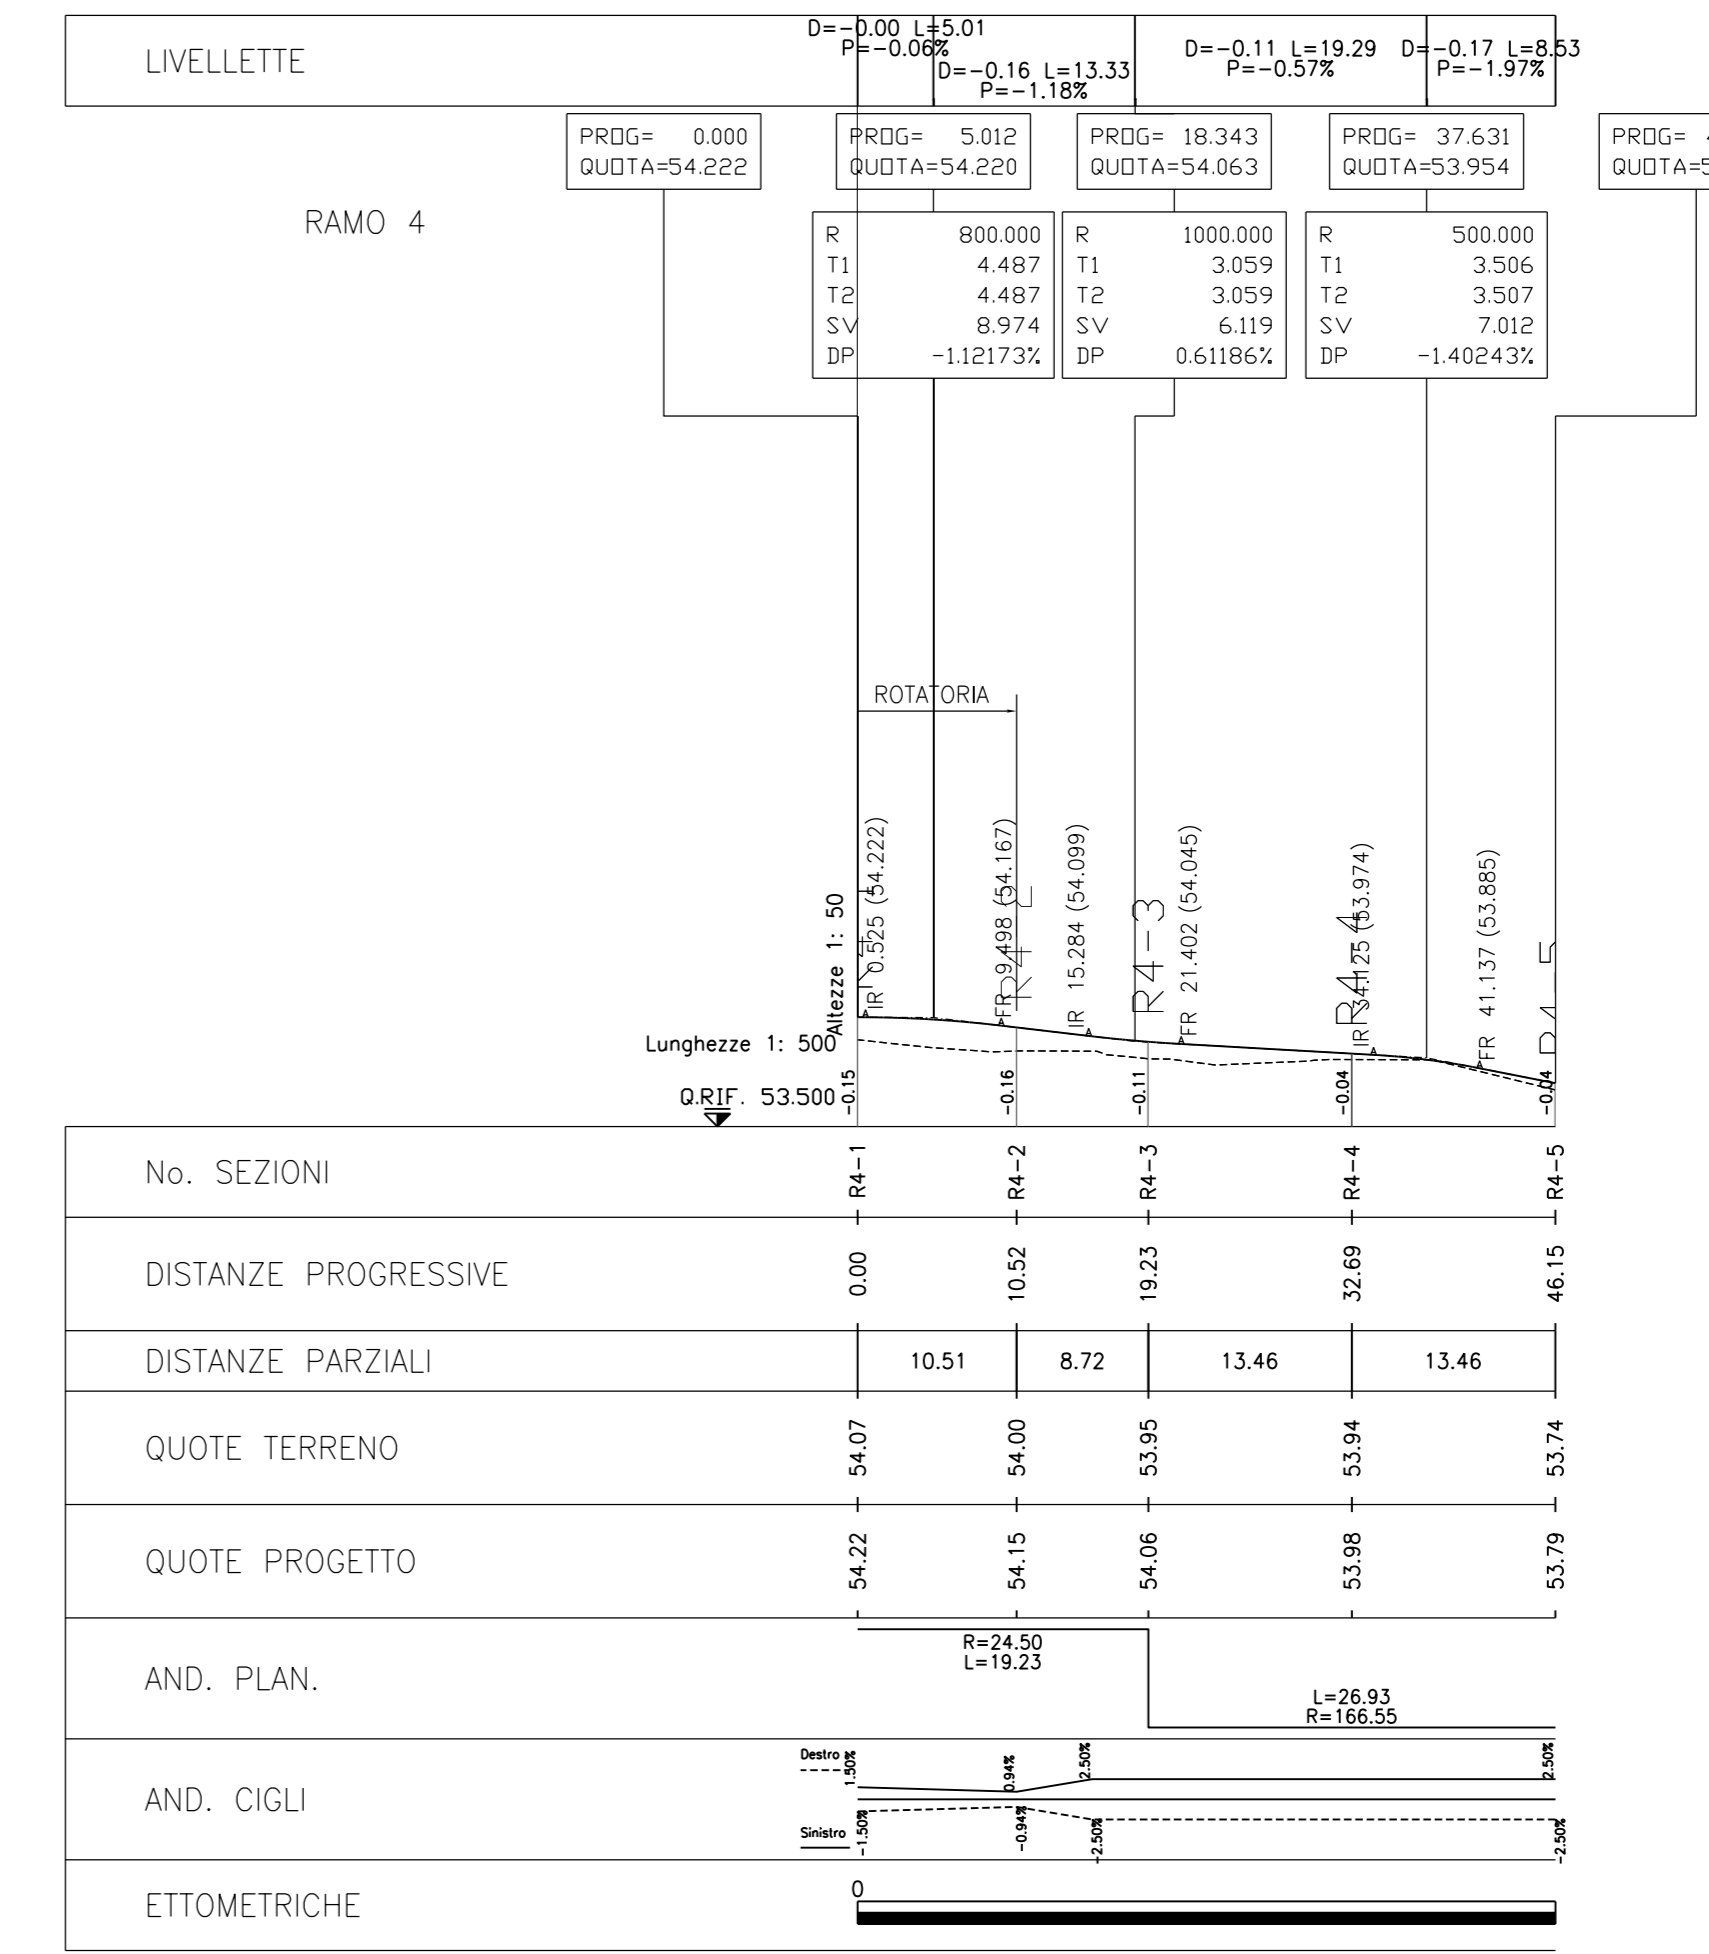 LIVELLETTE
D=-0.00 L=5.01
P=-0.06%
D=-0.16 L=13.33
P=-1.18%
D=-0.11 L=19.29
P=-0.57%
D=-0.17 L=8.53
P=-1.97%
PROG= 0.000
QUOTA=54.222
PROG= 5.012
QUOTA=54.220
PROG= 18.343
QUOTA=54.063
PROG= 37.631
QUOTA=53.954
PROG=
QUOTA=5
RAMO 4
R 800.000
T1 4.487
T2 4.487
SV 8.974
DP -1.12173%
R 1000.000
T1 3.059
T2 3.059
SV 6.119
DP 0.61186%
R 500.000
T1 3.506
T2 3.507
SV 7.012
DP -1.40243%
ROTATORIA
IR 0.525 (54.222)
FR 9.498 (54.167)
R4-2
IR 15.284 (54.099)
R4-3
FR 21.402 (54.045)
R4-4
IR 34.125 (53.974)
FR 41.137 (53.885)
R4-5
Altezze 1: 50
Lunghezze 1: 500
Q.RIF. 53.500
-0.15 -0.16 -0.11 -0.04 -0.04
No. SEZIONI R4-1 R4-2 R4-3 R4-4 R4-5
DISTANZE PROGRESSIVE 0.00 10.52 19.23 32.69 46.15
DISTANZE PARZIALI 10.51 8.72 13.46 13.46
QUOTE TERRENO 54.07 54.00 53.95 53.94 53.74
QUOTE PROGETTO 54.22 54.15 54.06 53.98 53.79
AND. PLAN.
R=24.50
L=19.23
L=26.93
R=166.55
AND. CIGLI
Destro 1.50% 0.94% 2.50% 2.50%
Sinistro -1.50% -0.94% -2.50% -2.50%
ETTOMETRICHE
0